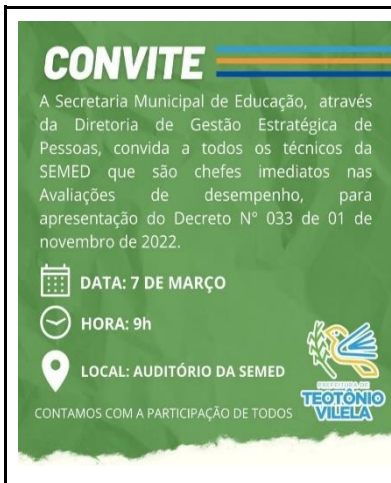 CONVITE
A Secretaria Municipal de Educação, através
da Diretoria de Gestão Estratégica de
Pessoas, convida a todos os técnicos da
SEMED que são chefes imediatos nas
Avaliações de desempenho, para
apresentação do Decreto N° 033 de 01 de
novembro de 2022.
DATA: 7 DE MARÇO
HORA: 9h
LOCAL: AUDITÓRIO DA SEMED
CONTAMOS COM A PARTICIPAÇÃO DE TODOS
PREFEITURA DE
TEOTÔNIO
VILELA